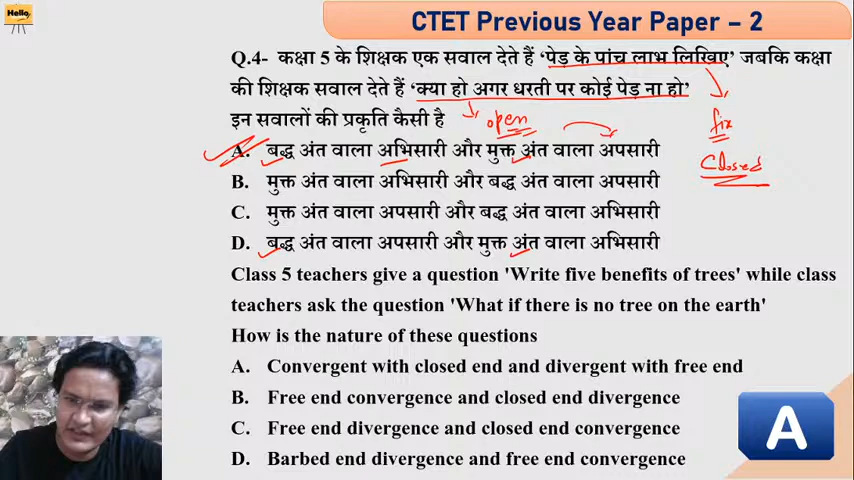 Hello
CTET Previous Year Paper – 2
Q.4- कक्षा 5 के शिक्षक एक सवाल देते हैं ‘पेड़ के पांच लाभ लिखिए’ जबकि कक्षा
की शिक्षक सवाल देते हैं ‘क्या हो अगर धरती पर कोई पेड़ ना हो’
इन सवालों की प्रकृति कैसी है
open
fix
A. बद्ध अंत वाला अभिसारी और मुक्त अंत वाला अपसारी
closed
B. मुक्त अंत वाला अभिसारी और बद्ध अंत वाला अपसारी
C. मुक्त अंत वाला अपसारी और बद्ध अंत वाला अभिसारी
D. बद्ध अंत वाला अपसारी और मुक्त अंत वाला अभिसारी
Class 5 teachers give a question 'Write five benefits of trees' while class
teachers ask the question 'What if there is no tree on the earth'
How is the nature of these questions
A. Convergent with closed end and divergent with free end
B. Free end convergence and closed end divergence
C. Free end divergence and closed end convergence
D. Barbed end divergence and free end convergence
A